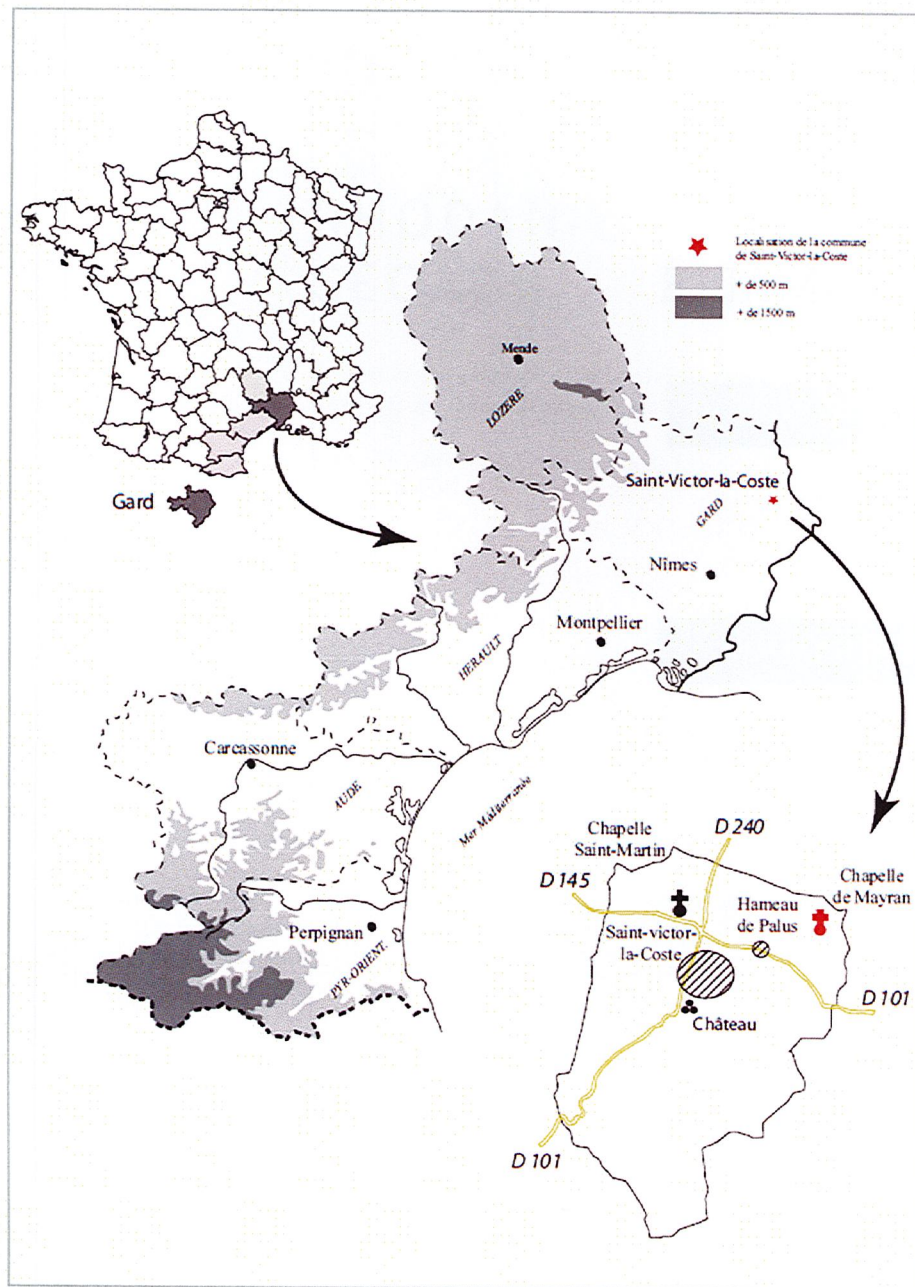 Localisation de la commune
de Saint-Victor-la-Coste
+ de 500 m
+ de 1500 m
Mende
LOZERE
Gard
Saint-Victor-la-Coste
GARD
Nîmes
Montpellier
HERAULT
Carcassonne
AUDE
Mer Méditerranée
Perpignan
PYR-ORIENT.
Chapelle
Saint-Martin
D 240
D 145
Chapelle
de Mayran
Hameau
de Palus
Saint-victor-
la-Coste
D 101
Château
D 101